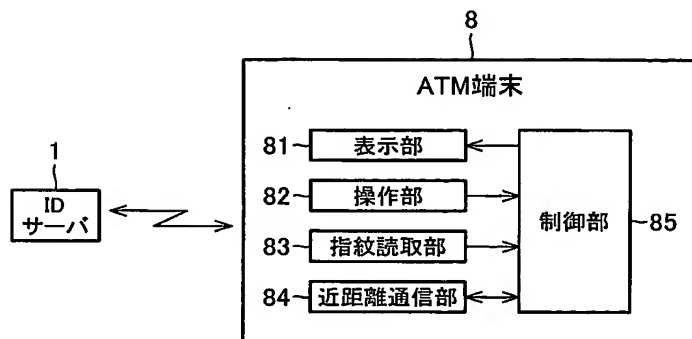 8
ATM端末
1
ID
サーバ
81
表示部
82
操作部
83
指紋読取部
84
近距離通信部
制御部
85